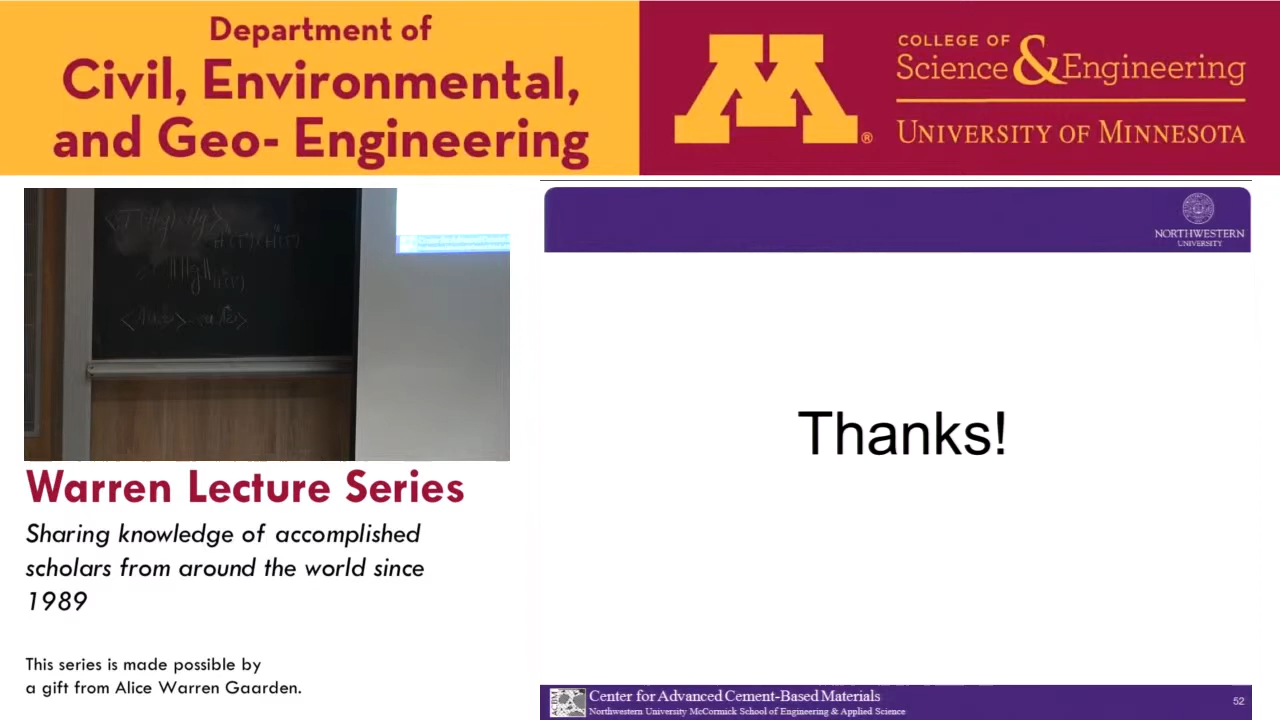 Department of
Civil, Environmental,
and Geo- Engineering
COLLEGE OF
Science & Engineering
UNIVERSITY OF MINNESOTA
®
Warren Lecture Series
Sharing knowledge of accomplished
scholars from around the world since
1989
This series is made possible by
a gift from Alice Warren Gaarden.
NORTHWESTERN
UNIVERSITY
Thanks!
Center for Advanced Cement-Based Materials
Northwestern University McCormick School of Engineering & Applied Science
52